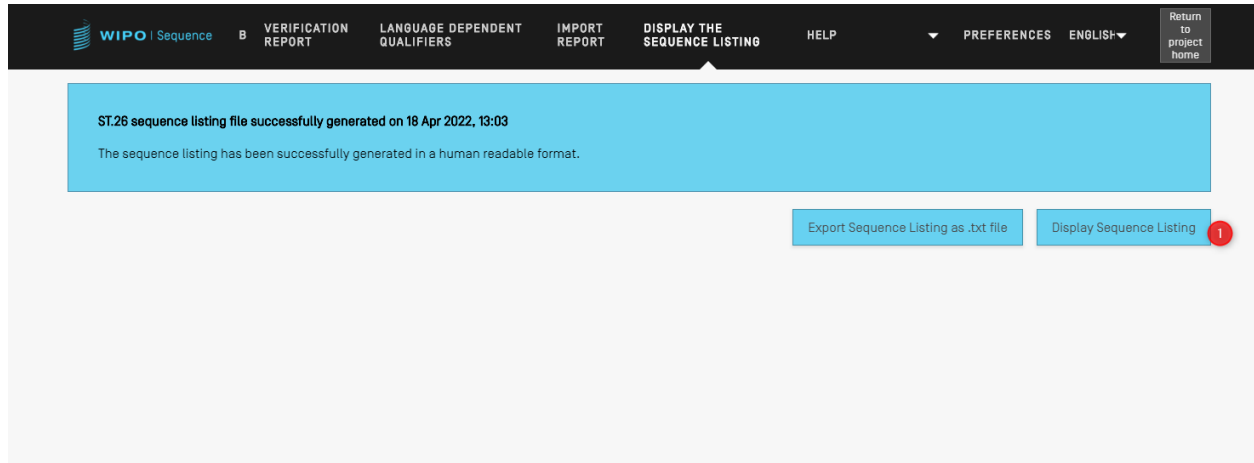 WIPO | Sequence B VERIFICATION REPORT LANGUAGE DEPENDENT QUALIFIERS IMPORT REPORT DISPLAY THE SEQUENCE LISTING HELP PREFERENCES ENGLISH Return to project home
ST.26 sequence listing file successfully generated on 18 Apr 2022, 13:03
The sequence listing has been successfully generated in a human readable format.
Export Sequence Listing as .txt file Display Sequence Listing 1